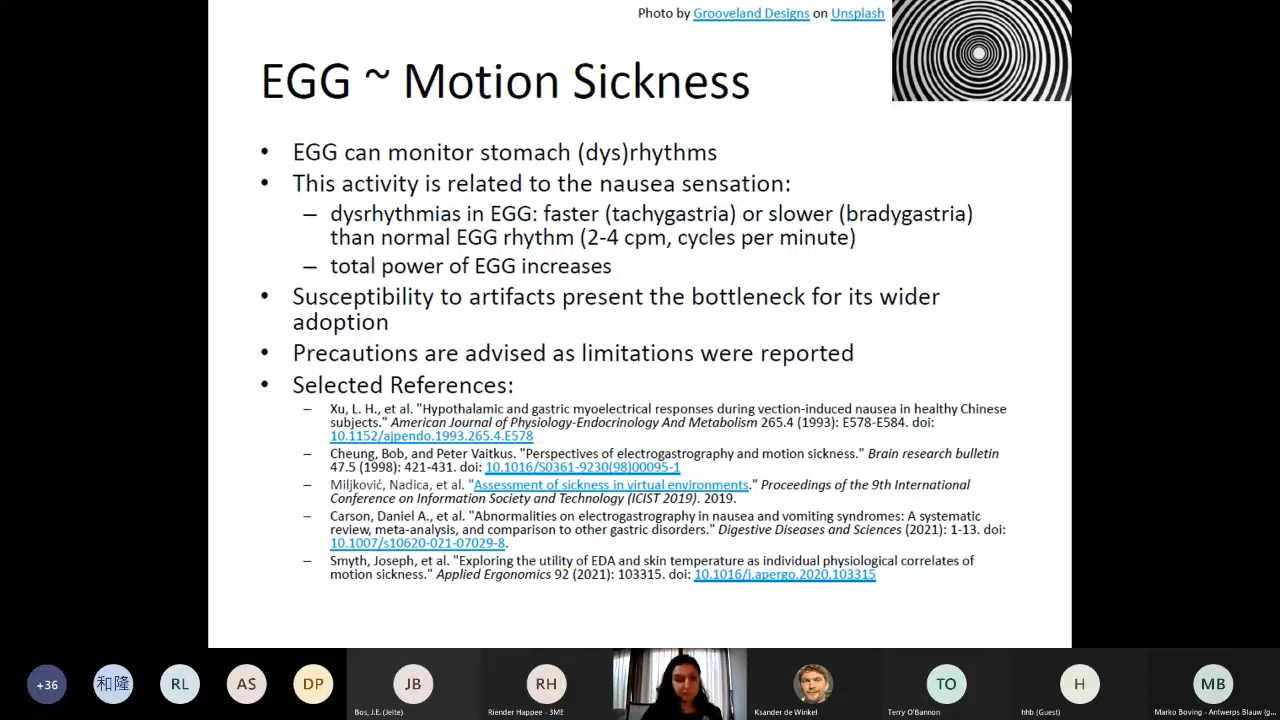 Photo by Grooveland Designs on Unsplash
EGG ~ Motion Sickness
• EGG can monitor stomach (dys)rhythms
• This activity is related to the nausea sensation:
– dysrhythmias in EGG: faster (tachygastria) or slower (bradygastria)
than normal EGG rhythm (2-4 cpm, cycles per minute)
– total power of EGG increases
• Susceptibility to artifacts present the bottleneck for its wider
adoption
• Precautions are advised as limitations were reported
• Selected References:
– Xu, L. H., et al. "Hypothalamic and gastric myoelectrical responses during vection-induced nausea in healthy Chinese
subjects." American Journal of Physiology-Endocrinology And Metabolism 265.4 (1993): E578-E584. doi:
10.1152/ajpendo.1993.265.4.E578
– Cheung, Bob, and Peter Vaitkus. "Perspectives of electrogastrography and motion sickness." Brain research bulletin
47.5 (1998): 421-431. doi: 10.1016/S0361-9230(98)00095-1
– Miljković, Nadica, et al. "Assessment of sickness in virtual environments." Proceedings of the 9th International
Conference on Information Society and Technology (ICIST 2019). 2019.
– Carson, Daniel A., et al. "Abnormalities on electrogastrography in nausea and vomiting syndromes: A systematic
review, meta-analysis, and comparison to other gastric disorders." Digestive Diseases and Sciences (2021): 1-13. doi:
10.1007/s10620-021-07029-8.
– Smyth, Joseph, et al. "Exploring the utility of EDA and skin temperature as individual physiological correlates of
motion sickness." Applied Ergonomics 92 (2021): 103315. doi: 10.1016/j.apergo.2020.103315
+36 和隆 RL AS DP JB RH TO H MB
Bos, J.E. (Jelte) Riender Happee - 3ME Ksander de Winkel Terry O'Bannon hhb (Guest) Marko Boving - Antwerps Blauw (g...